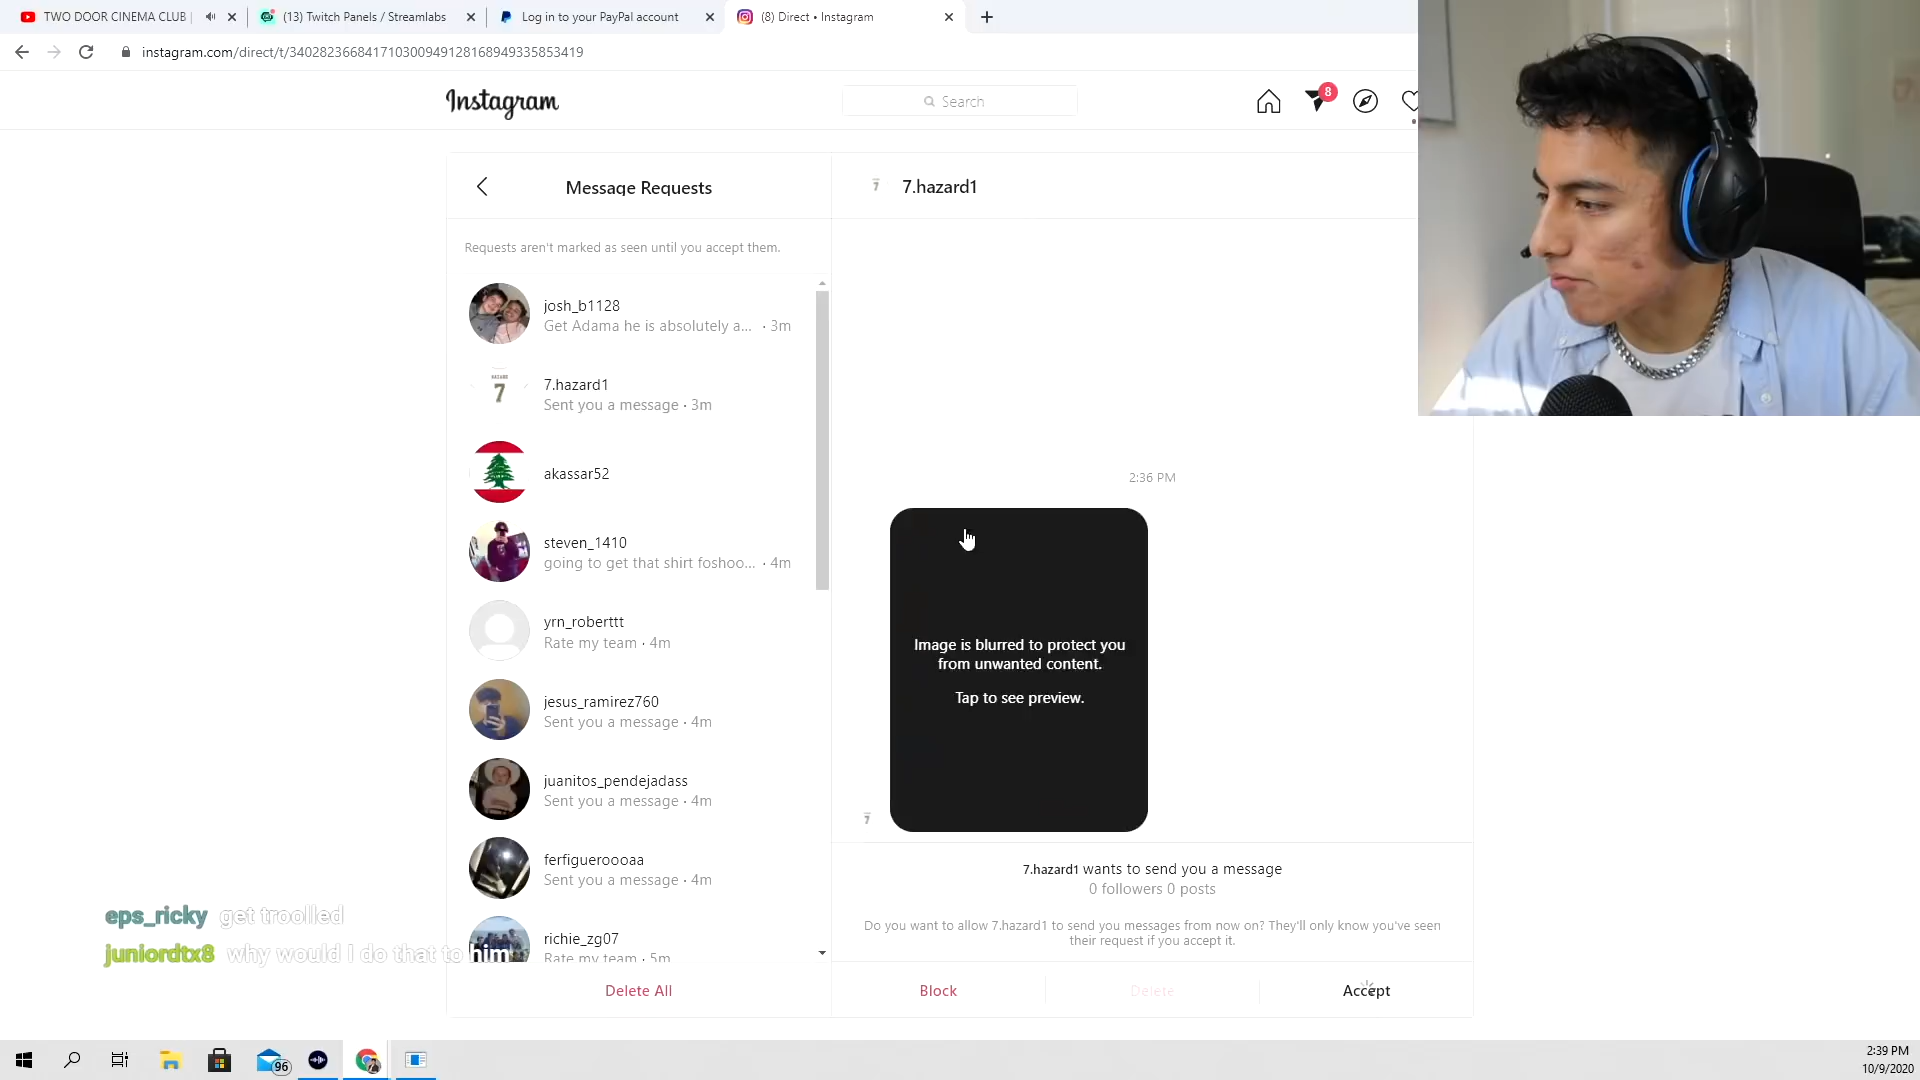 TWO DOOR CINEMA CLUB |
(13) Twitch Panels / Streamlabs
Log in to your PayPal account
(8) Direct • Instagram
instagram.com/direct/t/340282366841710300949128168949335853419
Instagram
Search
8
Message Requests
7.hazard1
Requests aren't marked as seen until you accept them.
josh_b1128
Get Adama he is absolutely a... · 3m
HAZARD
7
7.hazard1
Sent you a message · 3m
akassar52
steven_1410
going to get that shirt foshoo... · 4m
yrn_roberttt
Rate my team · 4m
jesus_ramirez760
Sent you a message · 4m
juanitos_pendejadass
Sent you a message · 4m
ferfigueroooaa
Sent you a message · 4m
richie_zg07
Rate my team · 5m
Delete All
2:36 PM
Image is blurred to protect you
from unwanted content.
Tap to see preview.
7.hazard1 wants to send you a message
0 followers 0 posts
Do you want to allow 7.hazard1 to send you messages from now on? They'll only know you've seen
their request if you accept it.
Block
Delete
Accept
eps_ricky get troolled
juniordtx8 why would I do that to him
96
2:39 PM
10/9/2020